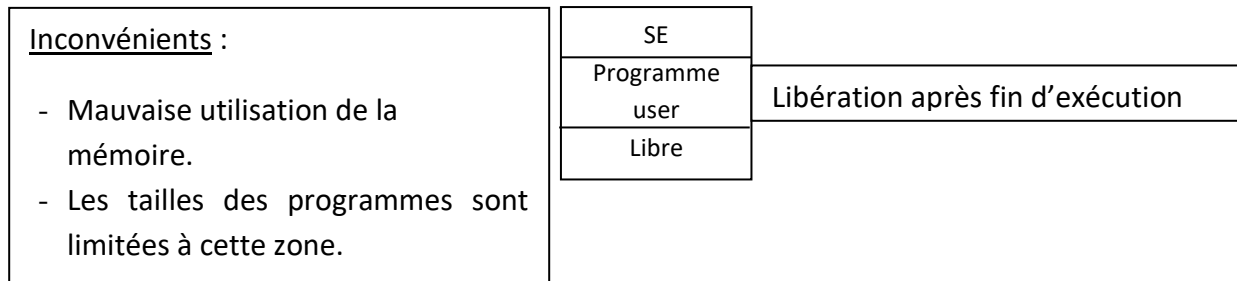 Inconvénients :
- Mauvaise utilisation de la
mémoire.
- Les tailles des programmes sont
limitées à cette zone.
SE
Programme
user
Libre
Libération après fin d’exécution